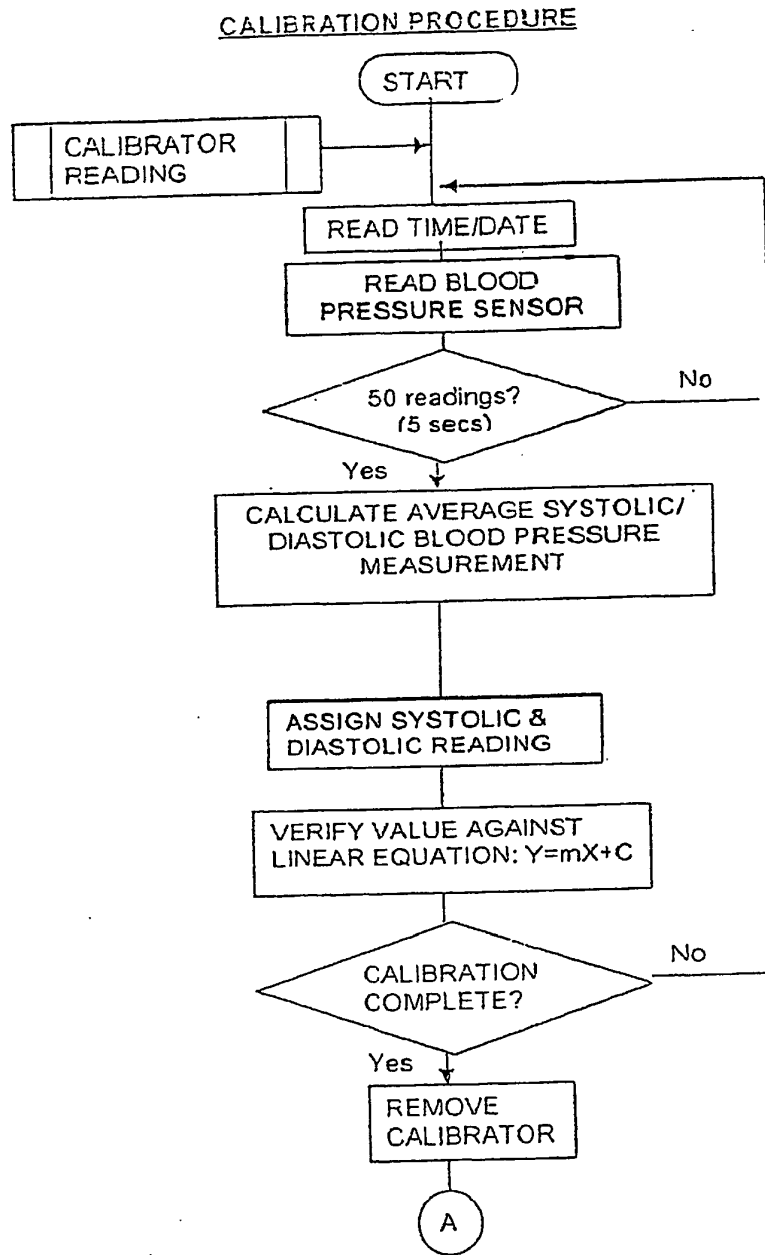 CALIBRATION PROCEDURE
START
CALIBRATOR
READING
READ TIME/DATE
READ BLOOD
PRESSURE SENSOR
50 readings?
(5 secs)
No
Yes
CALCULATE AVERAGE SYSTOLIC/
DIASTOLIC BLOOD PRESSURE
MEASUREMENT
ASSIGN SYSTOLIC &
DIASTOLIC READING
VERIFY VALUE AGAINST
LINEAR EQUATION: Y=mX+C
CALIBRATION
COMPLETE?
No
Yes
REMOVE
CALIBRATOR
A